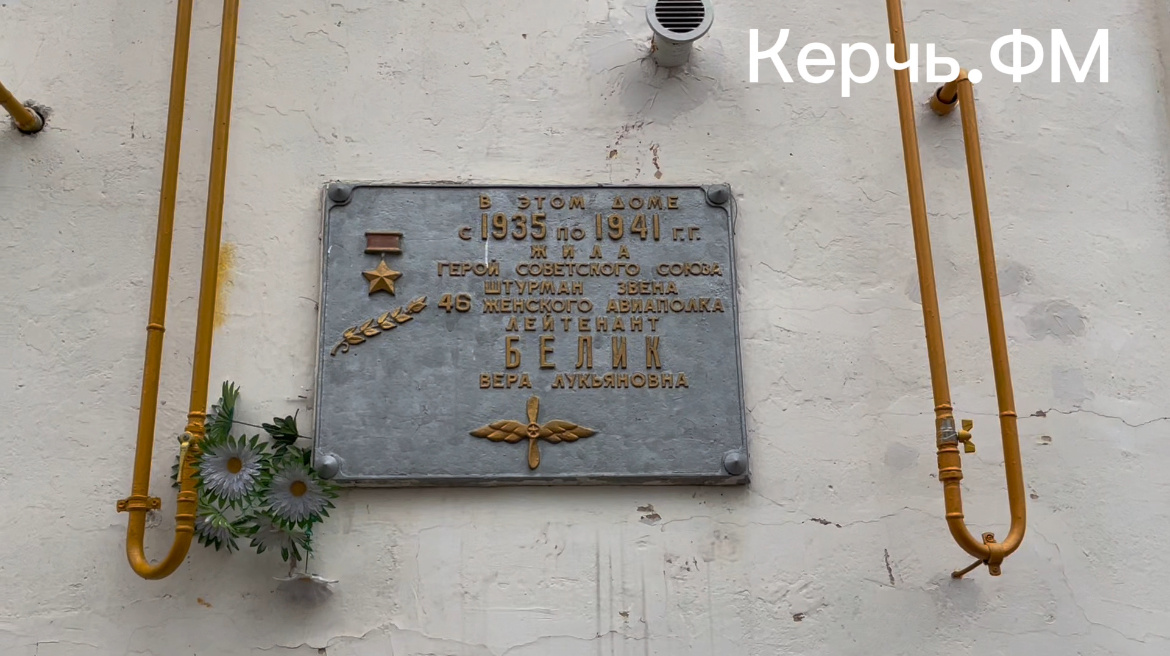 Керчь.ФМ
В ЭТОМ ДОМЕ
С 1935 ПО 1941 Г.Г.
ЖИЛА
ГЕРОЙ СОВЕТСКОГО СОЮЗА
ШТУРМАН ЗВЕНА
46 ЖЕНСКОГО АВИАПОЛКА
ЛЕЙТЕНАНТ
БЕЛИК
ВЕРА ЛУКЬЯНОВНА